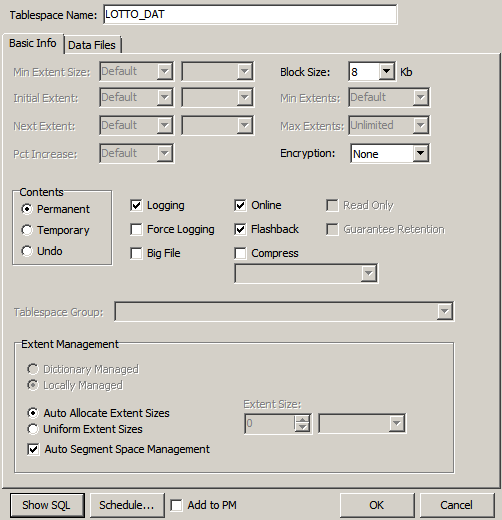 Tablespace Name: LOTTO_DAT
Basic Info Data Files
Min Extent Size: Default Block Size: 8 Kb
Initial Extent: Default Min Extents: Default
Next Extent: Default Max Extents: Unlimited
Pct Increase: Default Encryption: None
Contents
Permanent Logging Online Read Only
Temporary Force Logging Flashback Guarantee Retention
Undo Big File Compress
Tablespace Group:
Extent Management
Dictionary Managed
Locally Managed
Auto Allocate Extent Sizes Extent Size:
Uniform Extent Sizes 0
Auto Segment Space Management
Show SQL Schedule... Add to PM OK Cancel